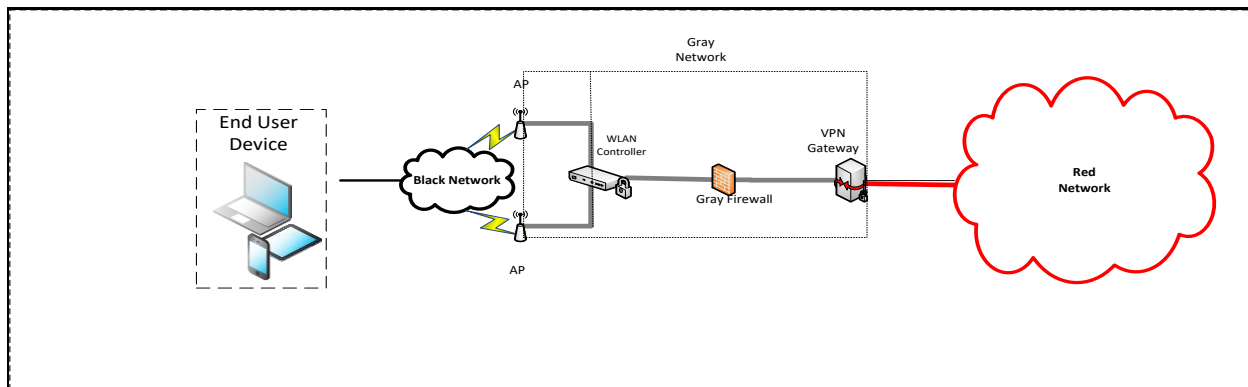 Gray
Network
AP
End User
Device
WLAN
Controller
VPN
Gateway
Black Network
Gray Firewall
Red
Network
AP